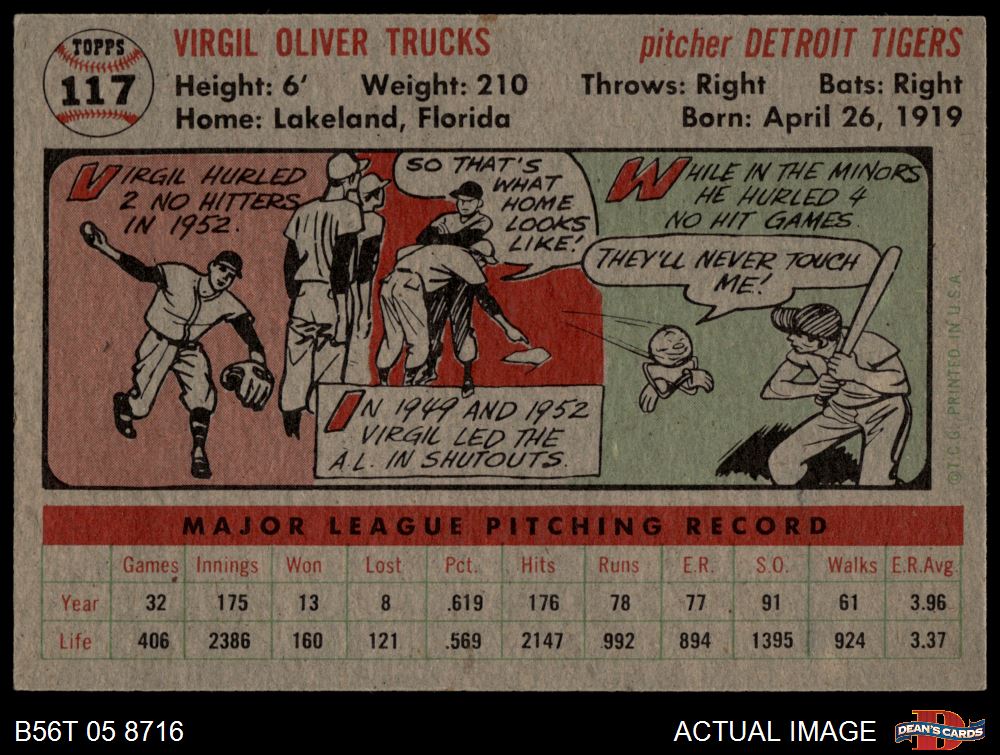 TOPPS
117
VIRGIL OLIVER TRUCKS
pitcher DETROIT TIGERS
Height: 6' Weight: 210 Throws: Right Bats: Right
Home: Lakeland, Florida Born: April 26, 1919
VIRGIL HURLED
2 NO HITTERS
IN 1952.
SO THAT'S
WHAT
HOME
LOOKS
LIKE!
IN 1949 AND 1952
VIRGIL LED THE
A.L. IN SHUTOUTS.
WHILE IN THE MINORS
HE HURLED 4
NO HIT GAMES.
THEY'LL NEVER TOUCH
ME!
© T.C.G. PRINTED IN U.S.A.
MAJOR LEAGUE PITCHING RECORD
Games Innings Won Lost Pct. Hits Runs E.R. S.O. Walks E.R.Avg.
Year 32 175 13 8 .619 176 78 77 91 61 3.96
Life 406 2386 160 121 .569 2147 992 894 1395 924 3.37
B56T 05 8716
ACTUAL IMAGE
DEAN'S CARDS